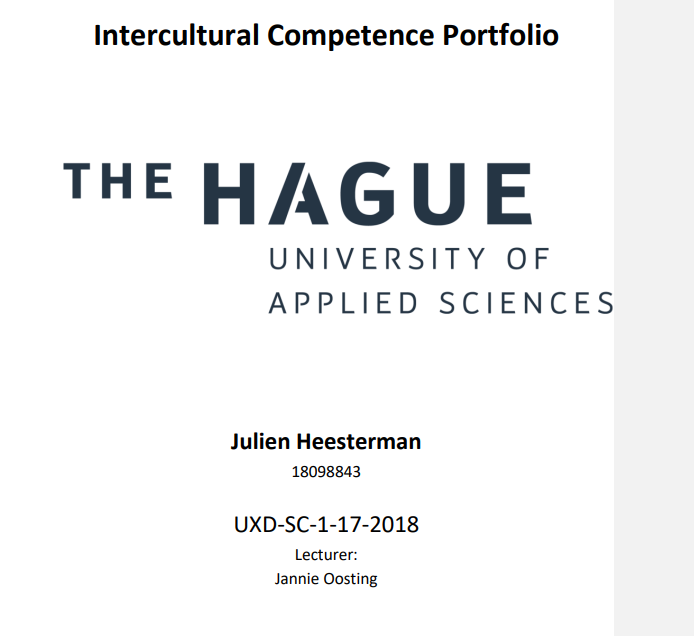 Intercultural Competence Portfolio
THE HAGUE
UNIVERSITY OF
APPLIED SCIENCES
Julien Heesterman
18098843
UXD-SC-1-17-2018
Lecturer:
Jannie Oosting